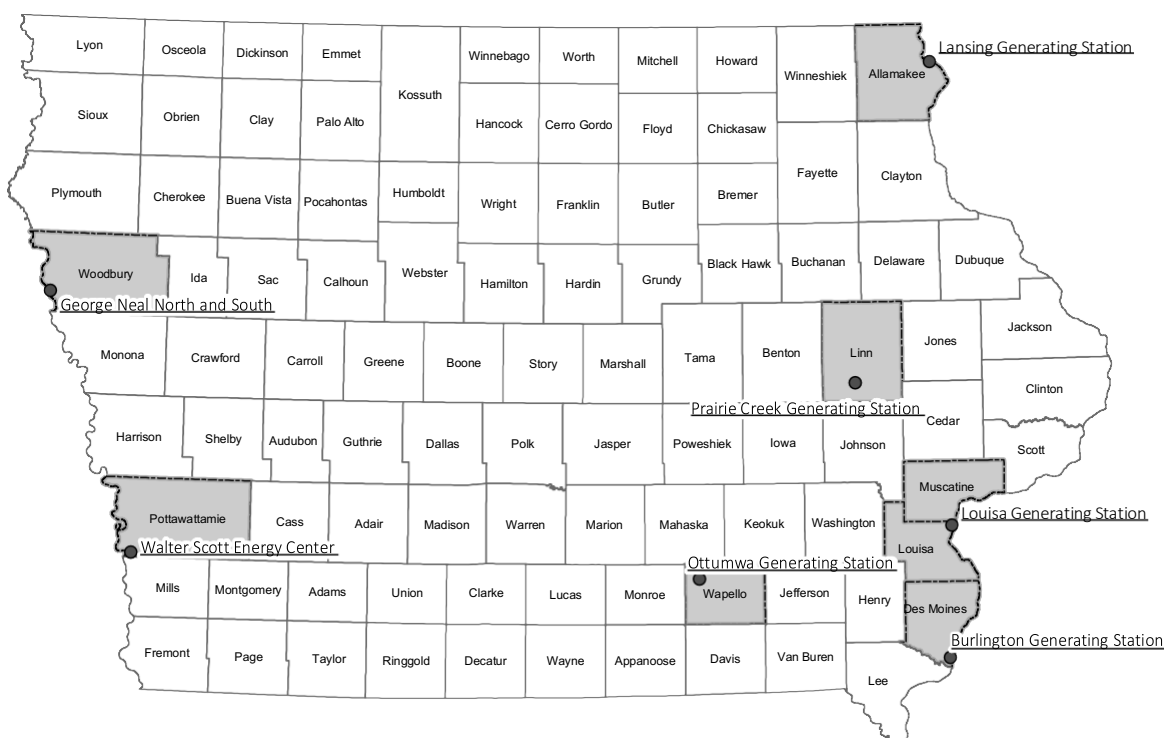 Lyon
Osceola
Dickinson
Emmet
Winnebago
Worth
Mitchell
Howard
Winneshiek
Allamakee
Lansing Generating Station
Kossuth
Sioux
Obrien
Clay
Palo Alto
Hancock
Cerro Gordo
Floyd
Chickasaw
Fayette
Clayton
Plymouth
Cherokee
Buena Vista
Pocahontas
Humboldt
Wright
Franklin
Butler
Bremer
Woodbury
Ida
Sac
Calhoun
Webster
Hamilton
Hardin
Grundy
Black Hawk
Buchanan
Delaware
Dubuque
George Neal North and South
Monona
Crawford
Carroll
Greene
Boone
Story
Marshall
Tama
Benton
Linn
Jones
Jackson
Clinton
Prairie Creek Generating Station
Harrison
Shelby
Audubon
Guthrie
Dallas
Polk
Jasper
Poweshiek
Iowa
Johnson
Cedar
Scott
Muscatine
Pottawattamie
Cass
Adair
Madison
Warren
Marion
Mahaska
Keokuk
Washington
Louisa Generating Station
Louisa
Walter Scott Energy Center
Ottumwa Generating Station
Mills
Montgomery
Adams
Union
Clarke
Lucas
Monroe
Wapello
Jefferson
Henry
Des Moines
Burlington Generating Station
Fremont
Page
Taylor
Ringgold
Decatur
Wayne
Appanoose
Davis
Van Buren
Lee